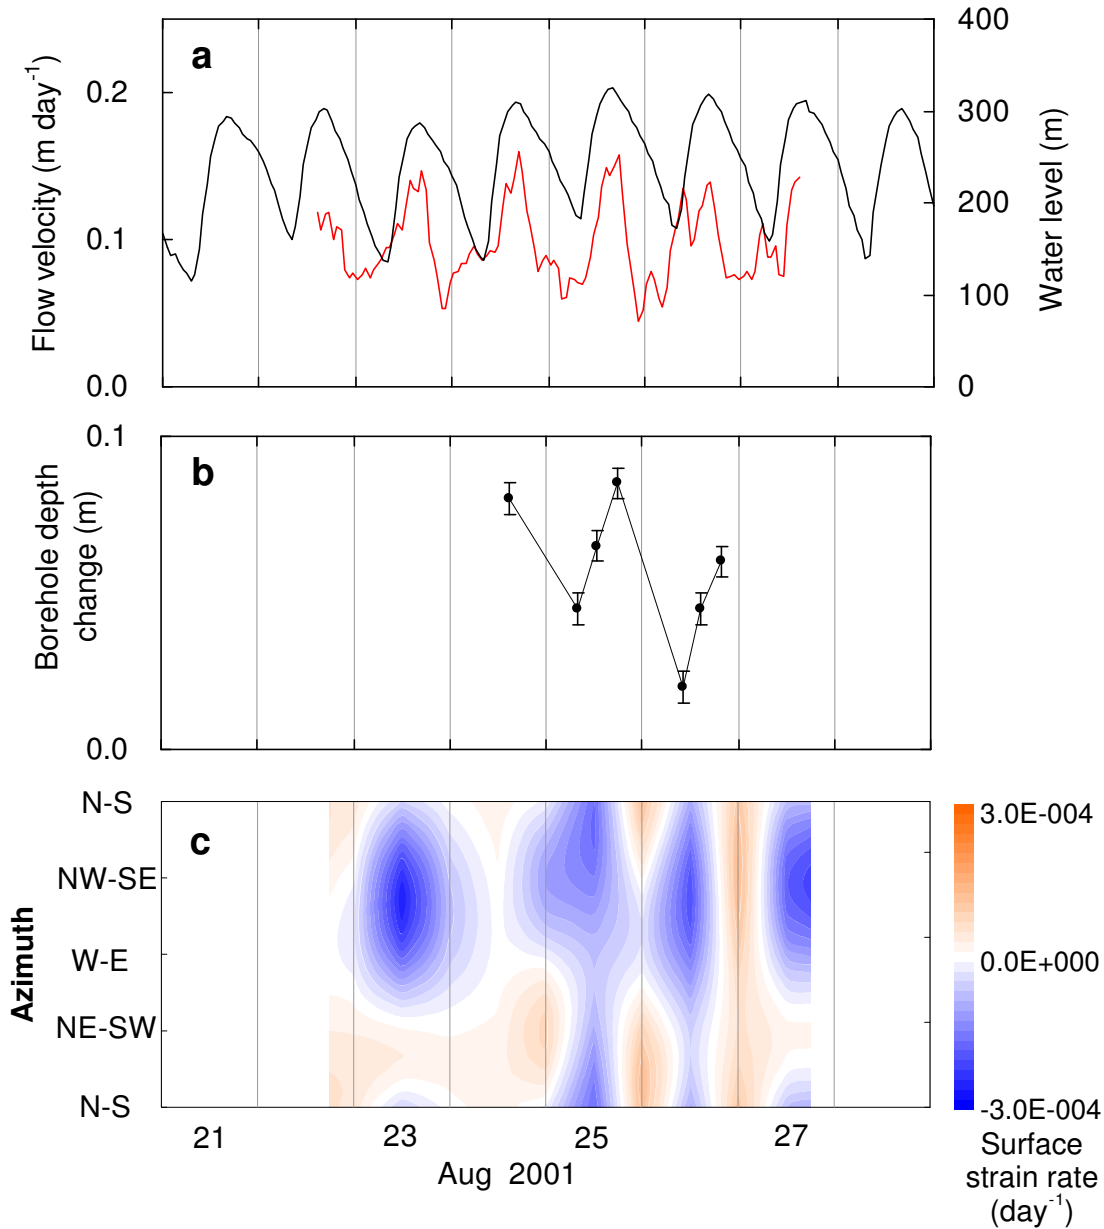 a
0.2
0.1
0.0
Flow velocity (m day⁻¹)
400
300
200
100
0
Water level (m)
b
0.1
0.0
Borehole depth
change (m)
c
N-S
NW-SE
W-E
NE-SW
N-S
Azimuth
21
23
25
27
Aug 2001
3.0E-004
0.0E+000
-3.0E-004
Surface
strain rate
(day⁻¹)